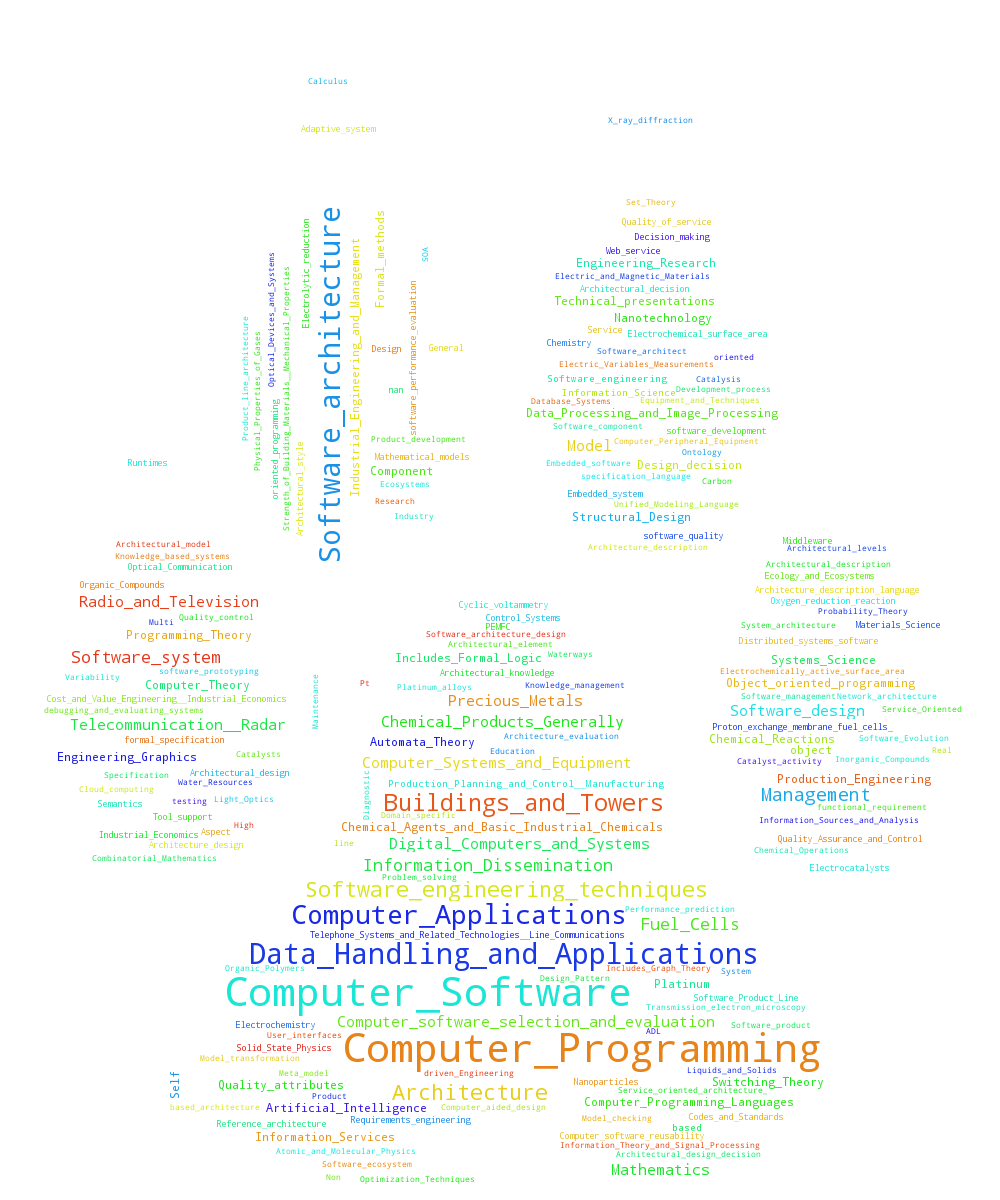 Calculus
Adaptive_system
X_ray_diffraction
Software_architecture
Industrial_Engineering_and_Management
Formal_methods
SOA
Electrolytic_reduction
Optical_Devices_and_Systems
Strength_of_Building_Materials__Mechanical_Properties
Product_line_architecture
Physical_Properties_of_Gases
oriented_programming
Architectural_style
software_performance_evaluation
Design
General
nan
Product_development
Mathematical_models
Component
Ecosystems
Research
Industry
Runtimes
Set_Theory
Quality_of_service
Decision_making
Web_service
Engineering_Research
Electric_and_Magnetic_Materials
Architectural_decision
Technical_presentations
Nanotechnology
Service
Electrochemical_surface_area
Chemistry
Software_architect
oriented
Electric_Variables_Measurements
Software_engineering
Catalysis
Information_Science
Development_process
Database_Systems
Equipment_and_Techniques
Data_Processing_and_Image_Processing
Software_component
software_development
Model
Computer_Peripheral_Equipment
Ontology
Embedded_software
Design_decision
specification_language
Carbon
Embedded_system
Unified_Modeling_Language
Structural_Design
software_quality
Architecture_description
Middleware
Architectural_levels
Architectural_description
Ecology_and_Ecosystems
Architecture_description_language
Oxygen_reduction_reaction
Probability_Theory
System_architecture
Materials_Science
Distributed_systems_software
Systems_Science
Electrochemically_active_surface_area
Object_oriented_programming
Software_management
Network_architecture
Software_design
Service_Oriented
Proton_exchange_membrane_fuel_cells_
Chemical_Reactions
Software_Evolution
object
Real
Catalyst_activity
Inorganic_Compounds
Production_Engineering
Management
functional_requirement
Information_Sources_and_Analysis
Quality_Assurance_and_Control
Chemical_Operations
Electrocatalysts
Architectural_model
Knowledge_based_systems
Optical_Communication
Organic_Compounds
Radio_and_Television
Quality_control
Multi
Programming_Theory
Software_system
software_prototyping
Variability
Computer_Theory
Cost_and_Value_Engineering__Industrial_Economics
debugging_and_evaluating_systems
Telecommunication__Radar
formal_specification
Engineering_Graphics
Catalysts
Specification
Architectural_design
Water_Resources
Cloud_computing
Semantics
testing
Light_Optics
Tool_support
High
Industrial_Economics
Aspect
Architecture_design
Combinatorial_Mathematics
Cyclic_voltammetry
Control_Systems
PEMFC
Software_architecture_design
Architectural_element
Includes_Formal_Logic
Waterways
Architectural_knowledge
Maintenance
Pt
Platinum_alloys
Knowledge_management
Precious_Metals
Chemical_Products_Generally
Automata_Theory
Architecture_evaluation
Education
Computer_Systems_and_Equipment
Diagnostic
Production_Planning_and_Control__Manufacturing
Buildings_and_Towers
Domain_specific
Chemical_Agents_and_Basic_Industrial_Chemicals
line
Digital_Computers_and_Systems
Information_Dissemination
Problem_solving
Software_engineering_techniques
Computer_Applications
Performance_prediction
Fuel_Cells
Telephone_Systems_and_Related_Technologies__Line_Communications
Data_Handling_and_Applications
Organic_Polymers
Includes_Graph_Theory
System
Design_Pattern
Computer_Software
Platinum
Software_Product_Line
Transmission_electron_microscopy
Computer_software_selection_and_evaluation
Electrochemistry
ADL
Software_product
User_interfaces
Computer_Programming
Solid_State_Physics
Model_transformation
Meta_model
driven_Engineering
Liquids_and_Solids
Self
Quality_attributes
Architecture
Nanoparticles
Switching_Theory
Service_oriented_architecture_
Product
Computer_Programming_Languages
based_architecture
Artificial_Intelligence
Computer_aided_design
Reference_architecture
Requirements_engineering
Model_checking
Codes_and_Standards
based
Information_Services
Computer_software_reusability
Information_Theory_and_Signal_Processing
Atomic_and_Molecular_Physics
Architectural_design_decision
Software_ecosystem
Mathematics
Non
Optimization_Techniques